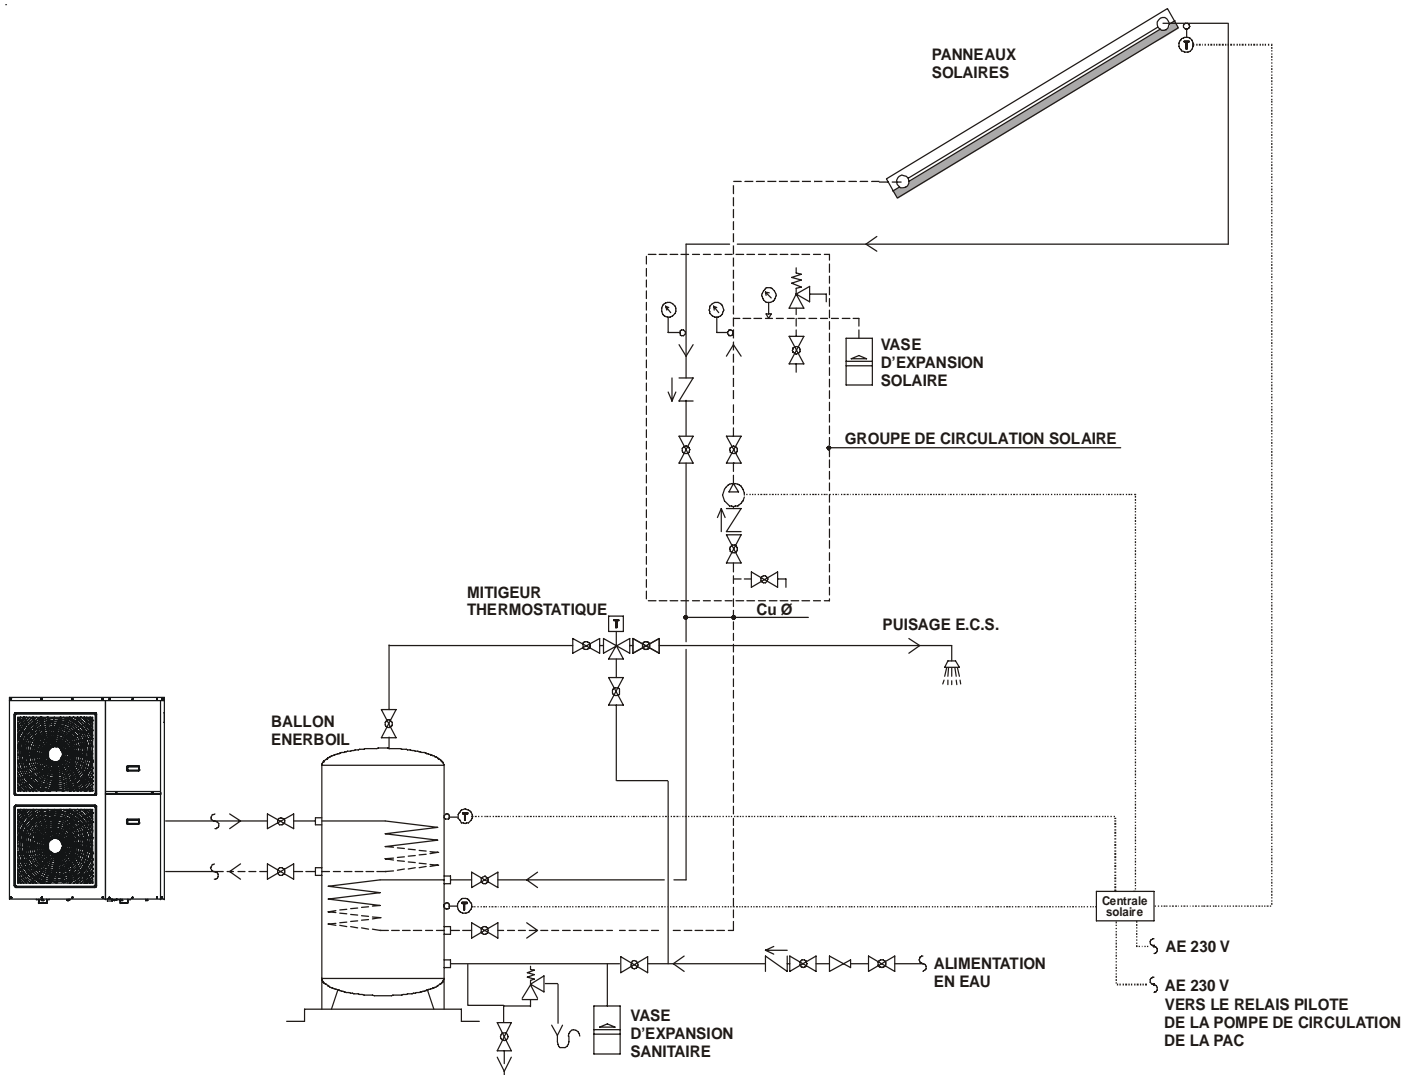 PANNEAUX
SOLAIRES
T
VASE
D'EXPANSION
SOLAIRE
GROUPE DE CIRCULATION SOLAIRE
MITIGEUR
THERMOSTATIQUE
T
Cu Ø
PUISAGE E.C.S.
BALLON
ENERBOIL
T
T
Centrale
solaire
AE 230 V
ALIMENTATION
EN EAU
AE 230 V
VERS LE RELAIS PILOTE
DE LA POMPE DE CIRCULATION
DE LA PAC
VASE
D'EXPANSION
SANITAIRE